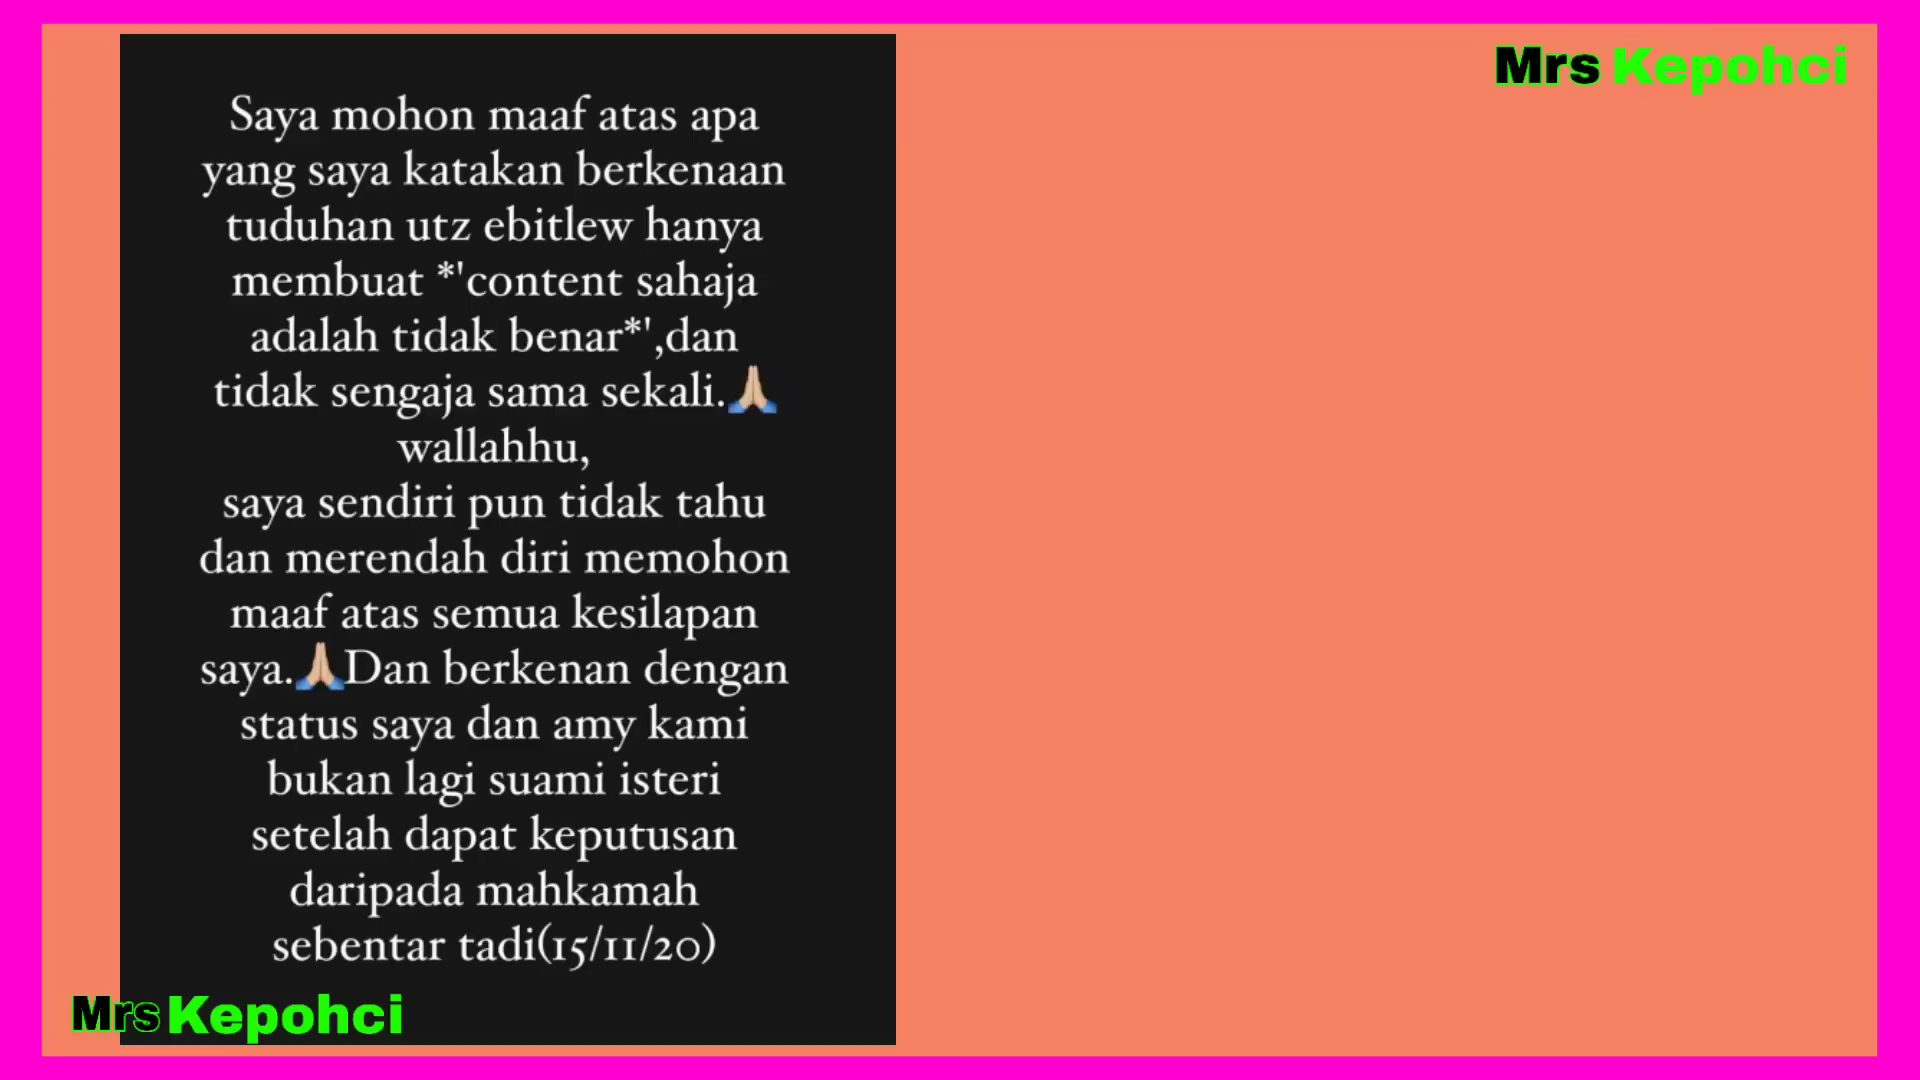 Mrs Kepohci
Saya mohon maaf atas apa
yang saya katakan berkenaan
tuduhan utz ebitlew hanya
membuat *'content sahaja
adalah tidak benar*',dan
tidak sengaja sama sekali.🙏🏼
wallahhu,
saya sendiri pun tidak tahu
dan merendah diri memohon
maaf atas semua kesilapan
saya.🙏🏼Dan berkenan dengan
status saya dan amy kami
bukan lagi suami isteri
setelah dapat keputusan
daripada mahkamah
sebentar tadi(15/11/20)
Mrs Kepohci